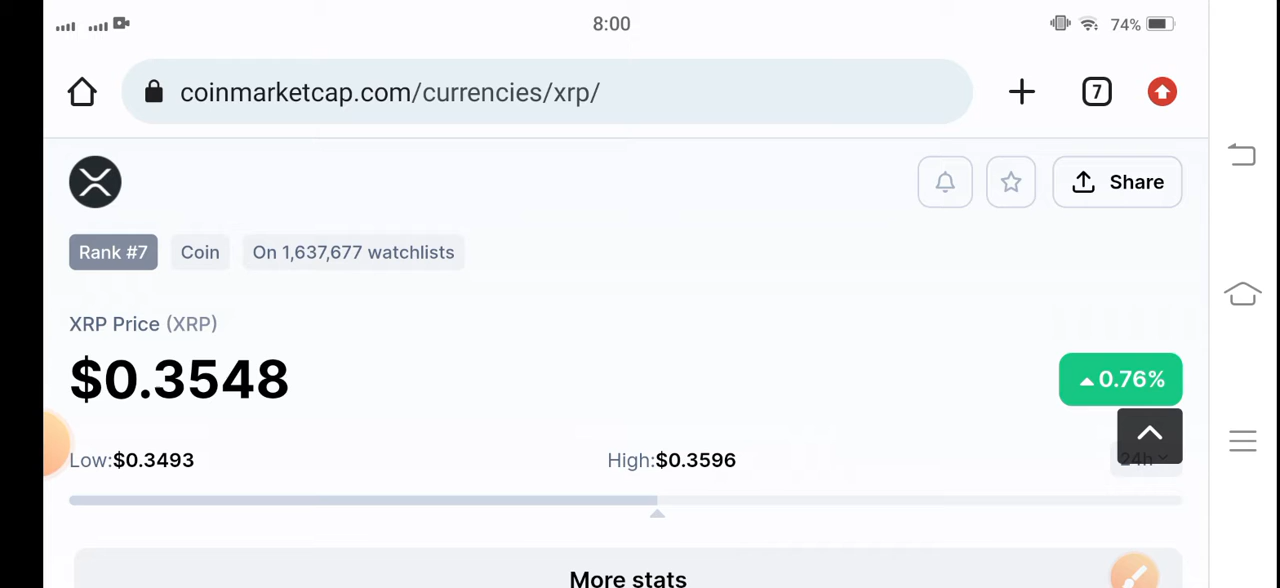 8:00
74%
coinmarketcap.com/currencies/xrp/
7
Share
Rank #7 Coin On 1,637,677 watchlists
XRP Price (XRP)
$0.3548 0.76%
Low:$0.3493 High:$0.3596 24h
More stats